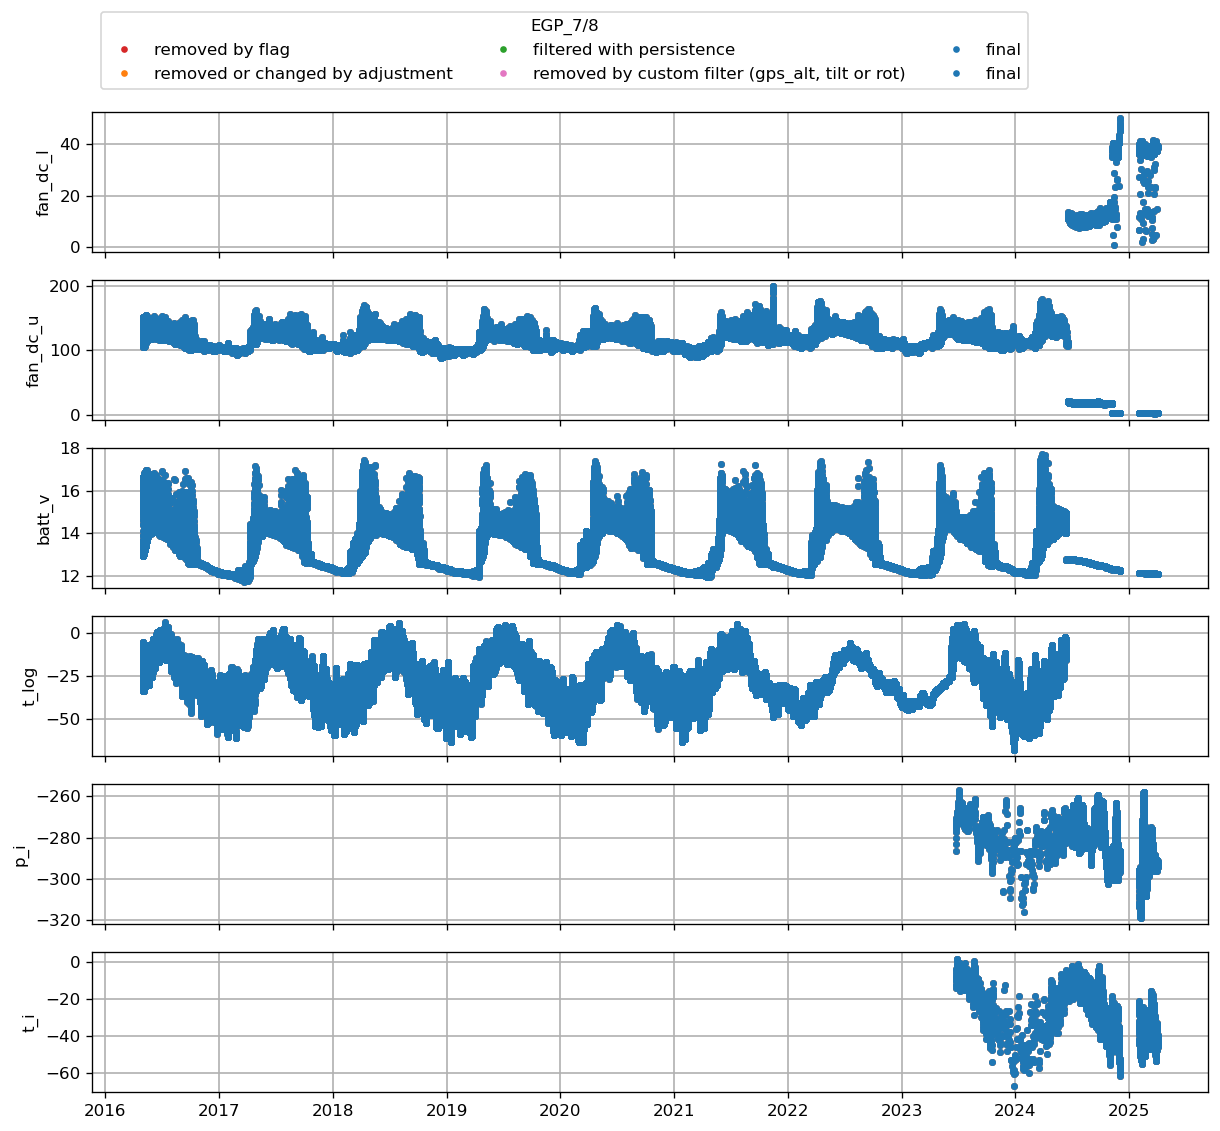 EGP_7/8
removed by flag
filtered with persistence
final
removed or changed by adjustment
removed by custom filter (gps_alt, tilt or rot)
final
40
20
0
fan_dc_l
200
100
0
fan_dc_u
18
16
14
12
batt_v
0
−25
−50
t_log
−260
−280
−300
−320
p_i
0
−20
−40
−60
t_i
2016 2017 2018 2019 2020 2021 2022 2023 2024 2025